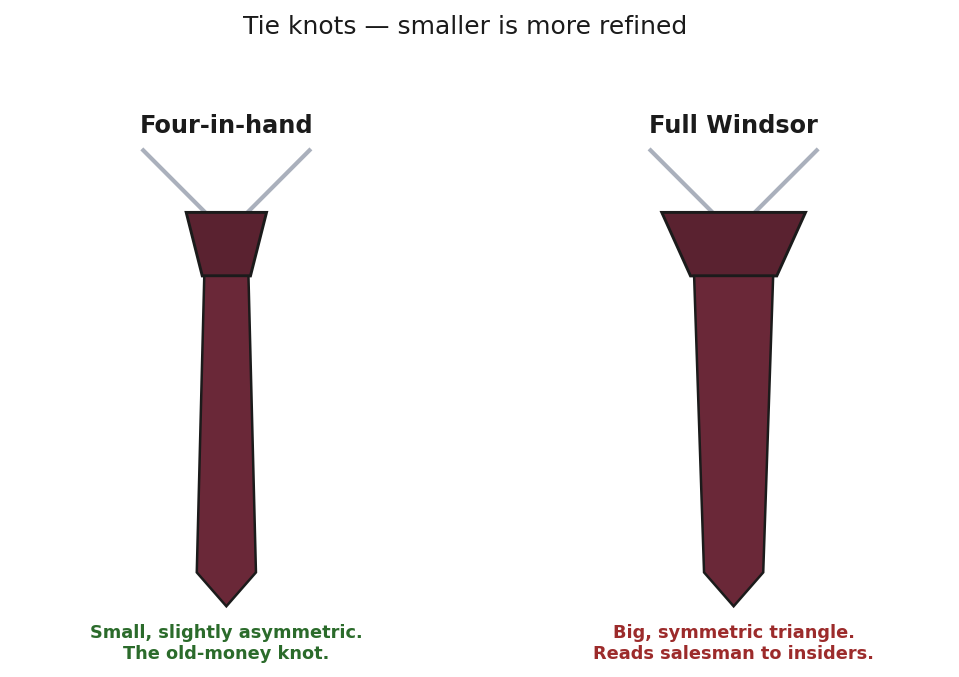 Tie knots — smaller is more refined
Four-in-hand
Full Windsor
Small, slightly asymmetric.
The old-money knot.
Big, symmetric triangle.
Reads salesman to insiders.